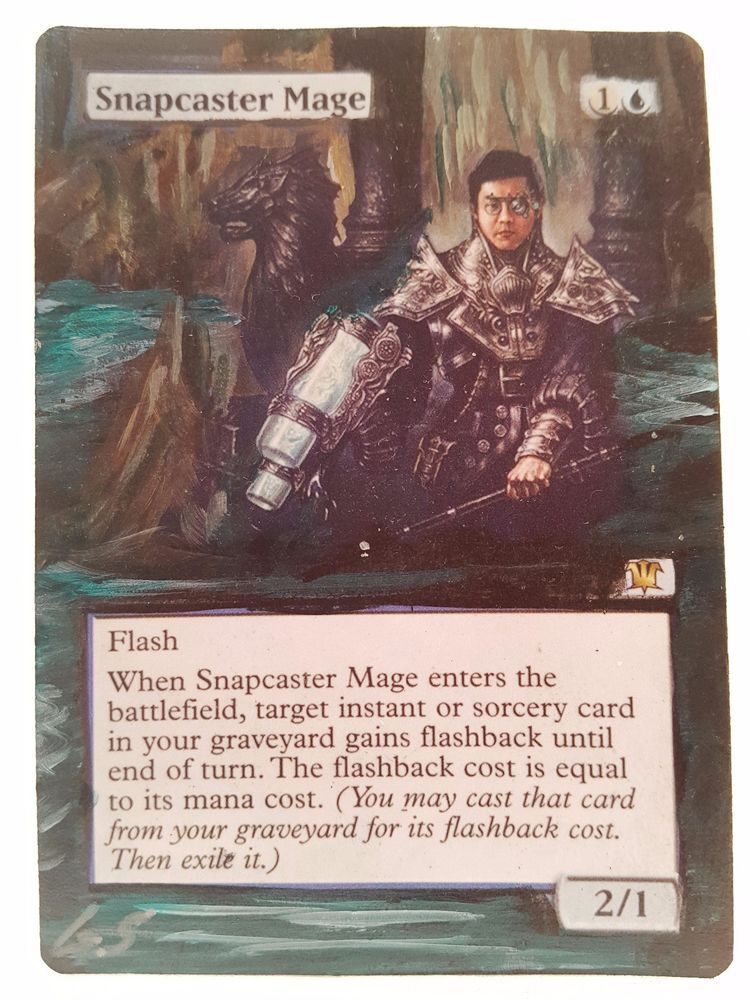 Snapcaster Mage 1
Flash
When Snapcaster Mage enters the
battlefield, target instant or sorcery card
in your graveyard gains flashback until
end of turn. The flashback cost is equal
to its mana cost. (You may cast that card
from your graveyard for its flashback cost.
Then exile it.)
2/1